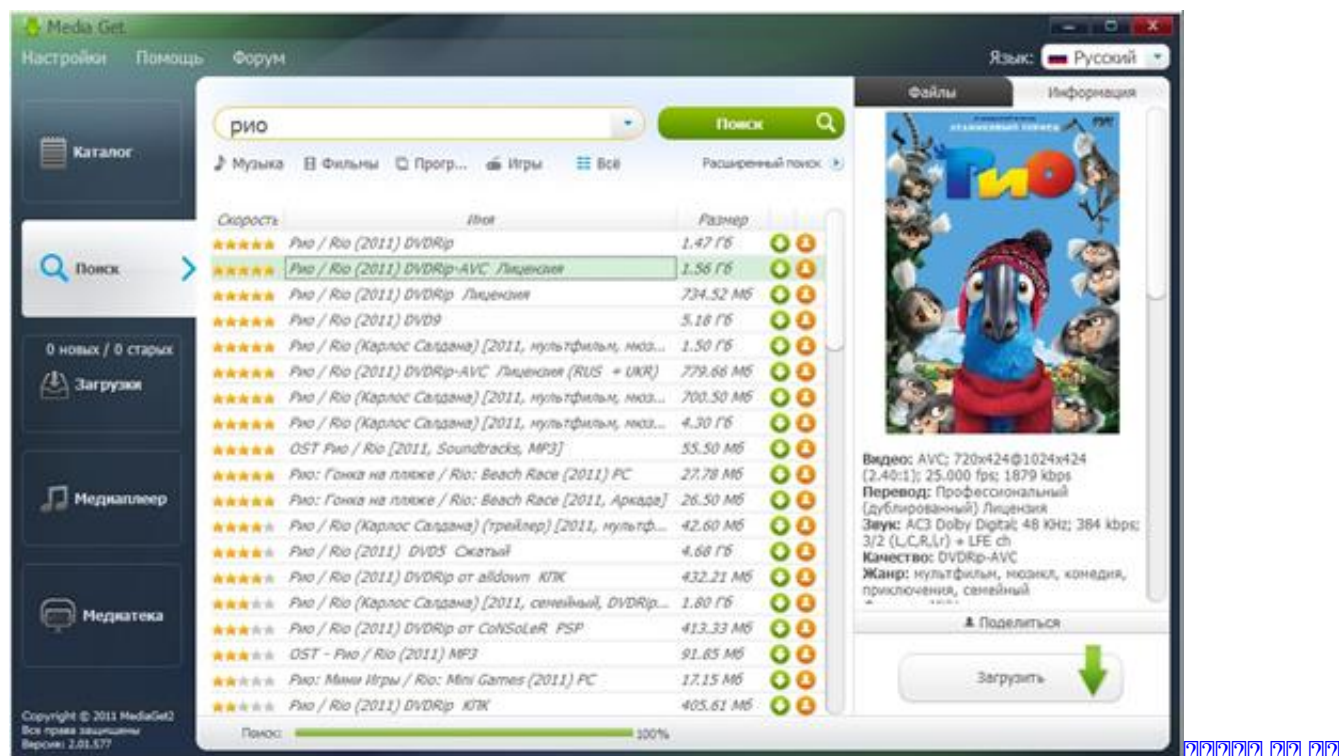 Media Get
Настройки Помощь Форум
Язык: Русский
Файлы Информация
рио
Поиск
Каталог
Музыка Фильмы Прогр... Игры Всё Расширенный поиск
РИО
Скорость Имя Размер
Рио / Rio (2011) DVDRip 1.47 Гб
Поиск
Рио / Rio (2011) DVDRip-AVC Лицензия 1.56 Гб
Рио / Rio (2011) DVDRip Лицензия 734.52 Мб
Рио / Rio (2011) DVD9 5.18 Гб
0 новых / 0 старых
Загрузки
Рио / Rio (Карлос Салдана) [2011, мультфильм, мюз... 1.50 Гб
Рио / Rio (2011) DVDRip-AVC Лицензия (RUS + UKR) 779.66 Мб
Рио / Rio (Карлос Салдана) [2011, мультфильм, мюз... 700.50 Мб
Рио / Rio (Карлос Салдана) [2011, мультфильм, мюз... 4.30 Гб
OST Рио / Rio [2011, Soundtracks, MP3] 55.50 Мб
Рио: Гонка на пляже / Rio: Beach Race (2011) PC 27.78 Мб
Медиаплеер
Рио: Гонка на пляже / Rio: Beach Race [2011, Аркада] 26.50 Мб
Рио / Rio (Карлос Салдана) (трейлер) [2011, мультф... 42.60 Мб
Рио / Rio (2011) DVD5 Сжатый 4.68 Гб
Рио / Rio (2011) DVDRip от alldown КПК 432.21 Мб
Рио / Rio (Карлос Салдана) [2011, семейный, DVDRip... 1.80 Гб
Медиатека
Рио / Rio (2011) DVDRip от CoNSoLeR PSP 413.33 Мб
OST - Рио / Rio (2011) MP3 91.85 Мб
Рио: Мини Игры / Rio: Mini Games (2011) PC 17.15 Мб
Рио / Rio (2011) DVDRip КПК 405.61 Мб
Видео: AVC; 720x424@1024x424
(2.40:1); 25.000 fps; 1879 kbps
Перевод: Профессиональный
(дублированный) Лицензия
Звук: AC3 Dolby Digital; 48 KHz; 384 kbps;
3/2 (L,C,R,l,r) + LFE ch
Качество: DVDRip-AVC
Жанр: мультфильм, мюзикл, комедия,
приключения, семейный
Поделиться
Загрузить
Copyright © 2011 MediaGet2
Все права защищены
Версия: 2.01.577
Поиск: 100%